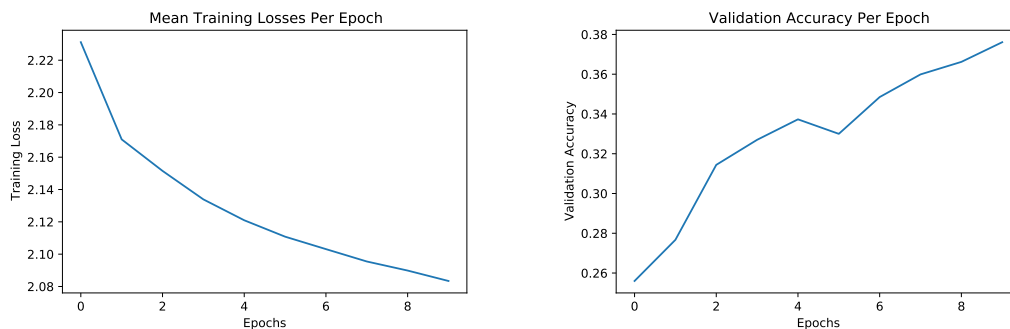 Mean Training Losses Per Epoch
2.22
2.20
2.18
2.16
2.14
2.12
2.10
2.08
Training Loss
0 2 4 6 8
Epochs
Validation Accuracy Per Epoch
0.38
0.36
0.34
0.32
0.30
0.28
0.26
Validation Accuracy
0 2 4 6 8
Epochs